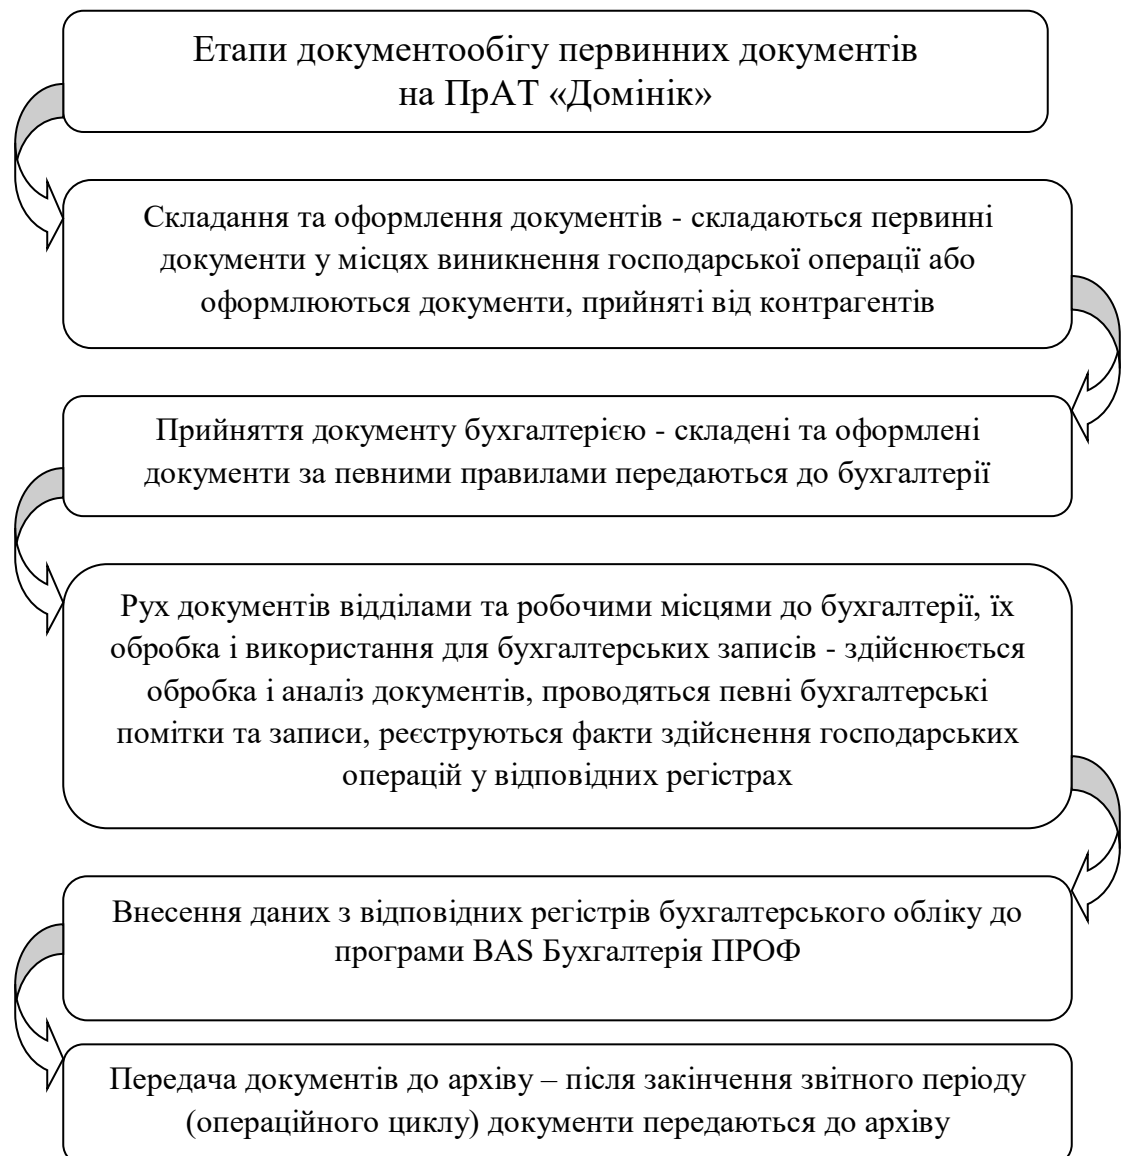 Етапи документообігу первинних документів
на ПрАТ «Домінік»
Складання та оформлення документів - складаються первинні
документи у місцях виникнення господарської операції або
оформлюються документи, прийняті від контрагентів
Прийняття документу бухгалтерією - складені та оформлені
документи за певними правилами передаються до бухгалтерії
Рух документів відділами та робочими місцями до бухгалтерії, їх
обробка і використання для бухгалтерських записів - здійснюється
обробка і аналіз документів, проводяться певні бухгалтерські
помітки та записи, реєструються факти здійснення господарських
операцій у відповідних регістрах
Внесення даних з відповідних регістрів бухгалтерського обліку до
програми BAS Бухгалтерія ПРОФ
Передача документів до архіву – після закінчення звітного періоду
(операційного циклу) документи передаються до архіву